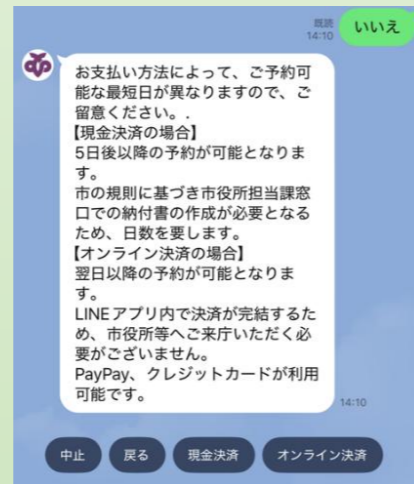 既読
14:10
いいえ
お支払い方法によって、ご予約可
能な最短日が異なりますので、ご
留意ください。.
【現金決済の場合】
5日後以降の予約が可能となりま
す。
市の規則に基づき市役所担当課窓
口での納付書の作成が必要となる
ため、日数を要します。
【オンライン決済の場合】
翌日以降の予約が可能となりま
す。
LINEアプリ内で決済が完結するた
め、市役所等へご来庁いただく必
要がございません。
PayPay、クレジットカードが利用
可能です。
14:10
中止 戻る 現金決済 オンライン決済